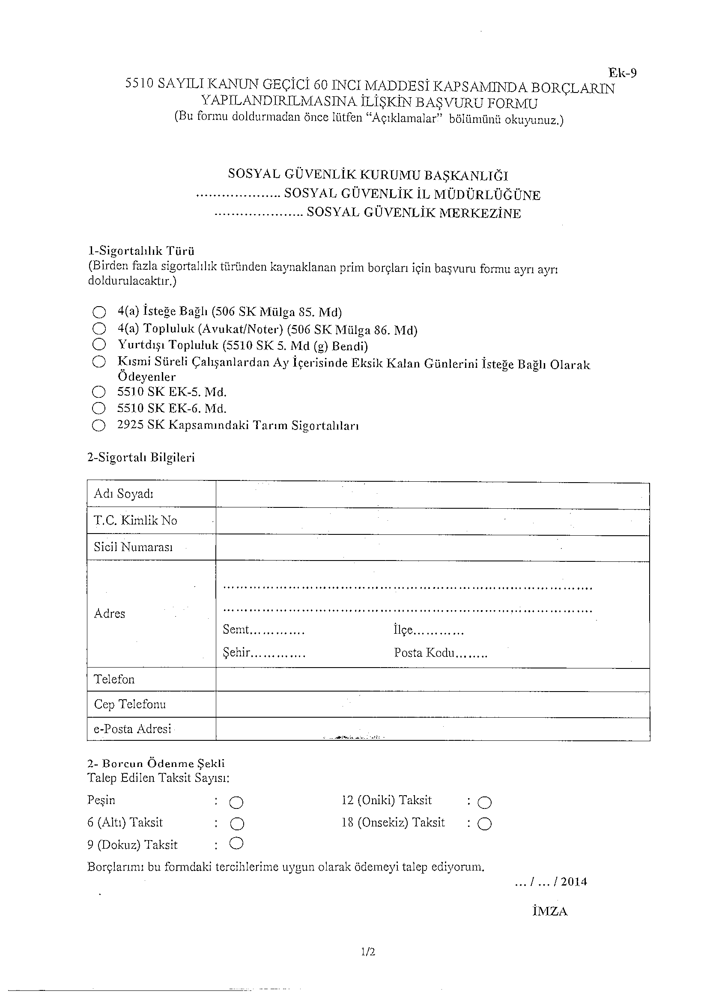 Ek-9
5510 SAYILI KANUN GEÇİCİ 60 INCI MADDESİ KAPSAMINDA BORÇLARIN
YAPILANDIRILMASINA İLİŞKİN BAŞVURU FORMU
(Bu formu doldurmadan önce lütfen “Açıklamalar” bölümünü okuyunuz.)
SOSYAL GÜVENLİK KURUMU BAŞKANLIĞI
..................... SOSYAL GÜVENLİK İL MÜDÜRLÜĞÜNE
...................... SOSYAL GÜVENLİK MERKEZİNE
1-Sigortalılık Türü
(Birden fazla sigortalılık türünden kaynaklanan prim borçları için başvuru formu ayrı ayrı
doldurulacaktır.)
4(a) İsteğe Bağlı (506 SK Mülga 85. Md)
4(a) Topluluk (Avukat/Noter) (506 SK Mülga 86. Md)
Yurtdışı Topluluk (5510 SK 5. Md (g) Bendi)
Kısmi Süreli Çalışanlardan Ay İçerisinde Eksik Kalan Günlerini İsteğe Bağlı Olarak
Ödeyenler
5510 SK EK-5. Md.
5510 SK EK-6. Md.
2925 SK Kapsamındaki Tarım Sigortalıları
2-Sigortalı Bilgileri
Adı Soyadı
T.C. Kimlik No
Sicil Numarası
Adres
Semt............. İlçe............
Şehir............. Posta Kodu........
Telefon
Cep Telefonu
e-Posta Adresi
2- Borcun Ödenme Şekli
Talep Edilen Taksit Sayısı:
Peşin : 12 (Oniki) Taksit :
6 (Altı) Taksit : 18 (Onsekiz) Taksit :
9 (Dokuz) Taksit :
Borçlarımı bu formdaki tercihlerime uygun olarak ödemeyi talep ediyorum.
... / ... / 2014
İMZA
1/2